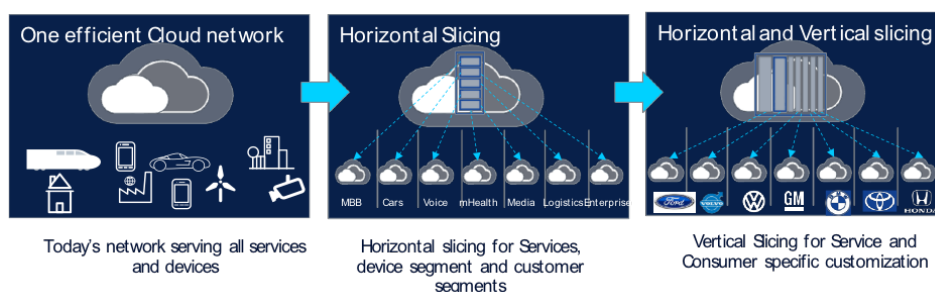 One efficient Cloud network
Horizontal Slicing
Horizontal and Vertical slicing
MBB
Cars
Voice
mHealth
Media
Logistics
Enterprise
Ford
VOLVO
GM
HONDA
Today's network serving all services
and devices
Horizontal slicing for Services,
device segment and customer
segments
Vertical Slicing for Service and
Consumer specific customization